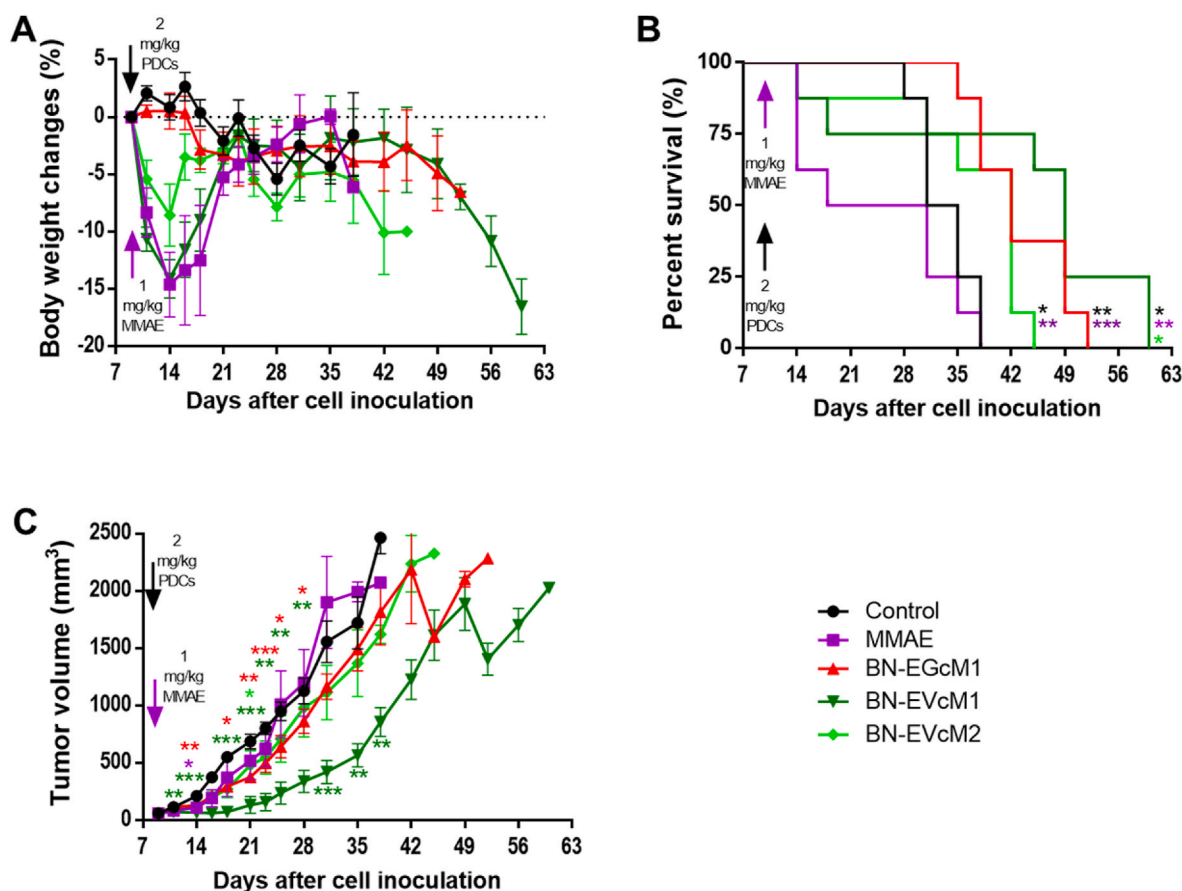 A
2
mg/kg
PDCs
Body weight changes (%)
5
0
-5
-10
-15
-20
1
mg/kg
MMAE
7 14 21 28 35 42 49 56 63
Days after cell inoculation
B
Percent survival (%)
100
75
50
25
0
1
mg/kg
MMAE
2
mg/kg
PDCs
* ** *
** *** **
*
7 14 21 28 35 42 49 56 63
Days after cell inoculation
C
Tumor volume (mm³)
2500
2000
1500
1000
500
0
2
mg/kg
PDCs
1
mg/kg
MMAE
**
*
***
**
*
***
**
*
***
***
**
*
**
*
**
***
**
**
7 14 21 28 35 42 49 56 63
Days after cell inoculation
Control
MMAE
BN-EGcM1
BN-EVcM1
BN-EVcM2